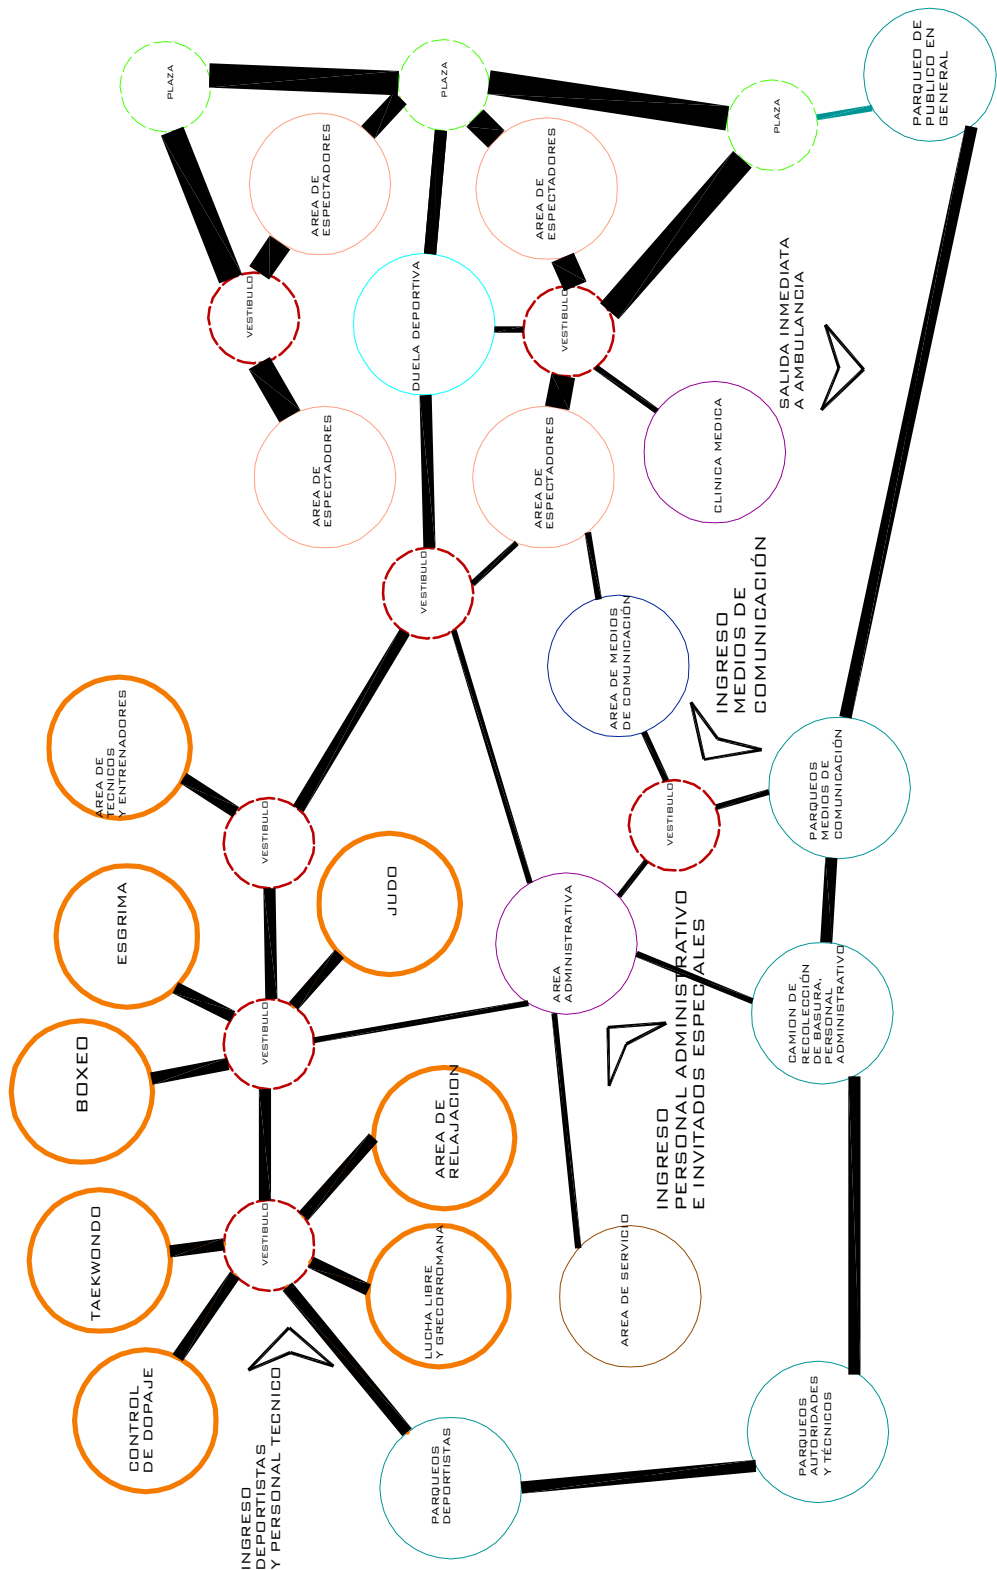 PLAZA
PLAZA
PLAZA
PARQUEO DE
PUBLICO EN
GENERAL
AREA DE
ESPECTADORES
AREA DE
ESPECTADORES
VESTIBULO
DUELA DEPORTIVA
VESTIBULO
SALIDA INMEDIATA
A AMBULANCIA
AREA DE
ESPECTADORES
AREA DE
ESPECTADORES
CLINICA MEDICA
VESTIBULO
AREA DE MEDIOS
DE COMUNICACIÓN
INGRESO
MEDIOS DE
COMUNICACIÓN
AREA DE
TECNICOS
Y ENTRENADORES
VESTIBULO
VESTIBULO
PARQUEOS
MEDIOS DE
COMUNICACIÓN
ESGRIMA
JUDO
AREA
ADMINISTRATIVA
CAMION DE
RECOLECCIÓN
DE BASURA,
PERSONAL
ADMINISTRATIVO
BOXEO
VESTIBULO
INGRESO
PERSONAL ADMINISTRATIVO
E INVITADOS ESPECIALES
AREA DE
RELAJACION
TAEKWONDO
VESTIBULO
LUCHA LIBRE
Y GRECORROMANA
AREA DE SERVICIO
CONTROL
DE DOPAJE
INGRESO
DEPORTISTAS
Y PERSONAL TECNICO
PARQUEOS
DEPORTISTAS
PARQUEOS
AUTORIDADES
Y TÉCNICOS